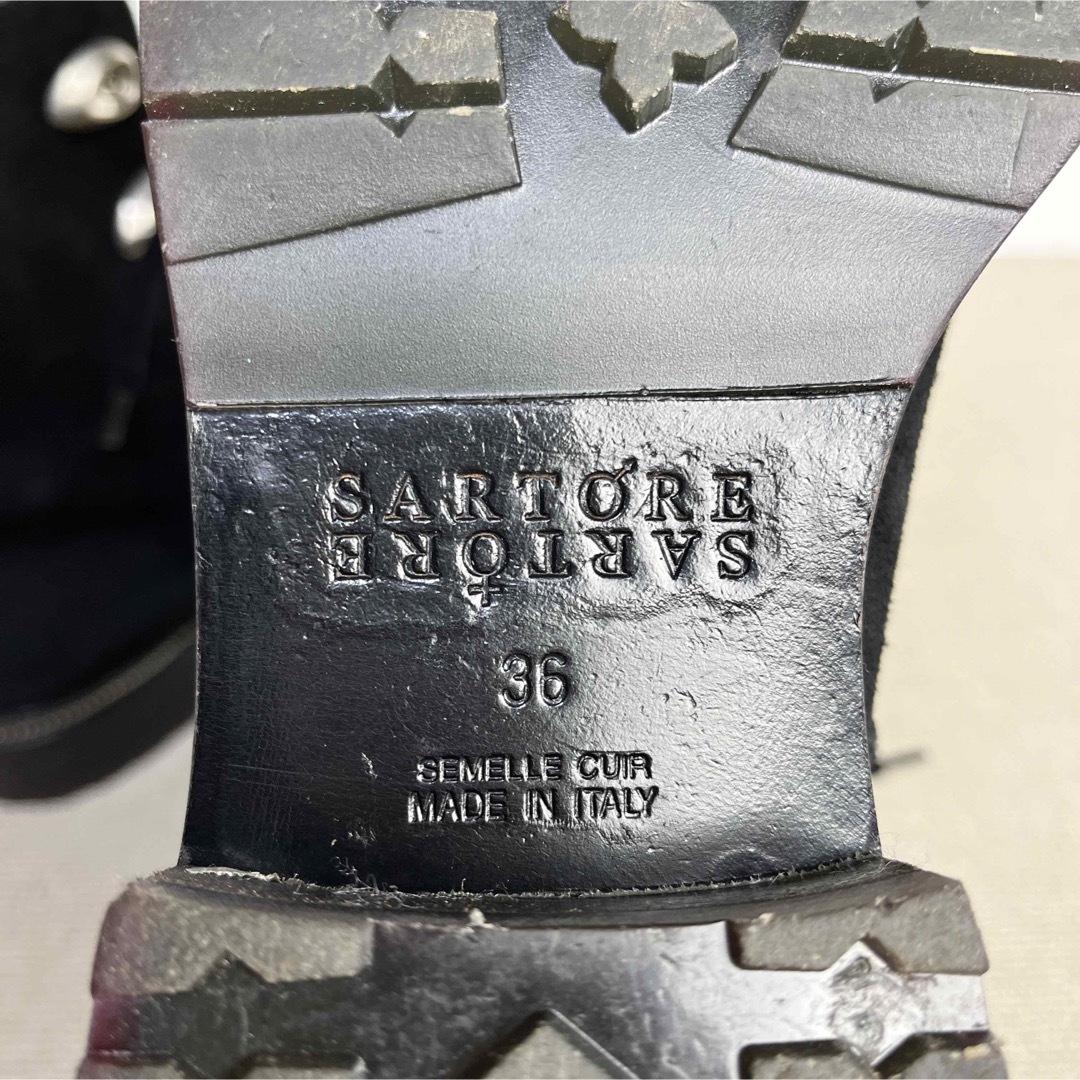 SARTORE
SARTORE
36
SEMELLE CUIR
MADE IN ITALY